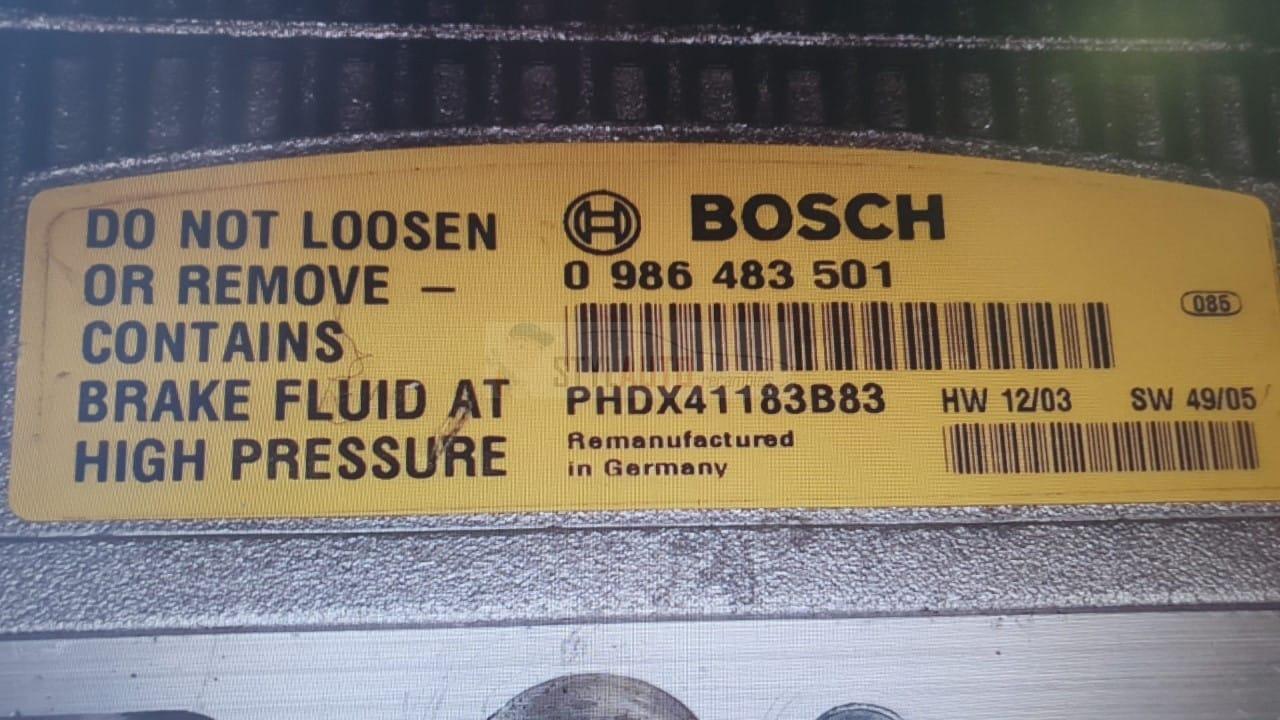 DO NOT LOOSEN
OR REMOVE –
CONTAINS
BRAKE FLUID AT
HIGH PRESSURE
BOSCH
0 986 483 501
085
PHDX41183B83
HW 12/03
SW 49/05
Remanufactured
in Germany